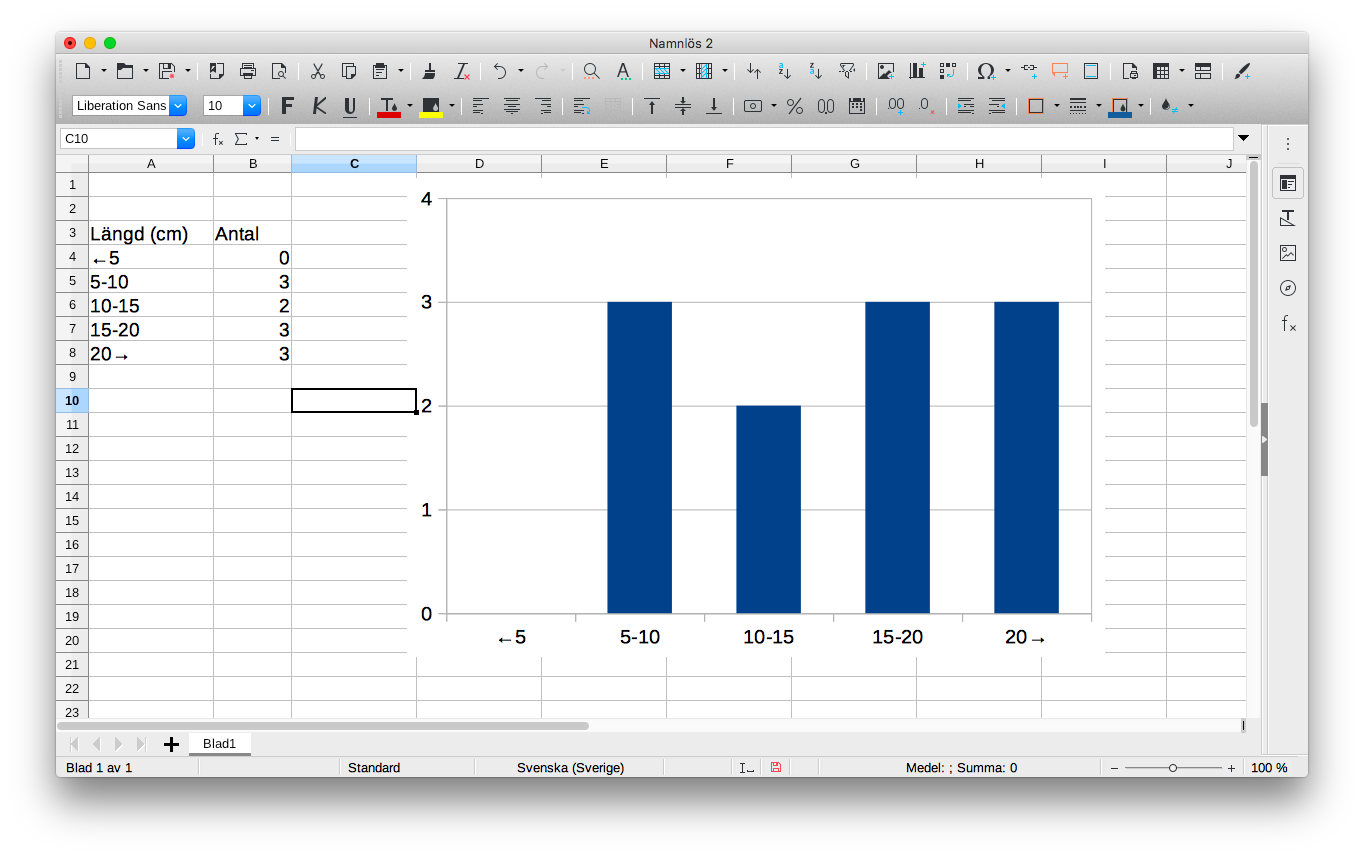 Namnlös 2
Liberation Sans 10 F K U
C10 fx Σ =
A B C D E F G H I J
1
2
3 Längd (cm) Antal
4 ←5 0
5 5-10 3
6 10-15 2
7 15-20 3
8 20→ 3
9
10
11
12
13
14
15
16
17
18
19
20
21
22
23
4
3
2
1
0
←5 5-10 10-15 15-20 20→
Blad1
Blad 1 av 1 Standard Svenska (Sverige) Medel: ; Summa: 0 100 %